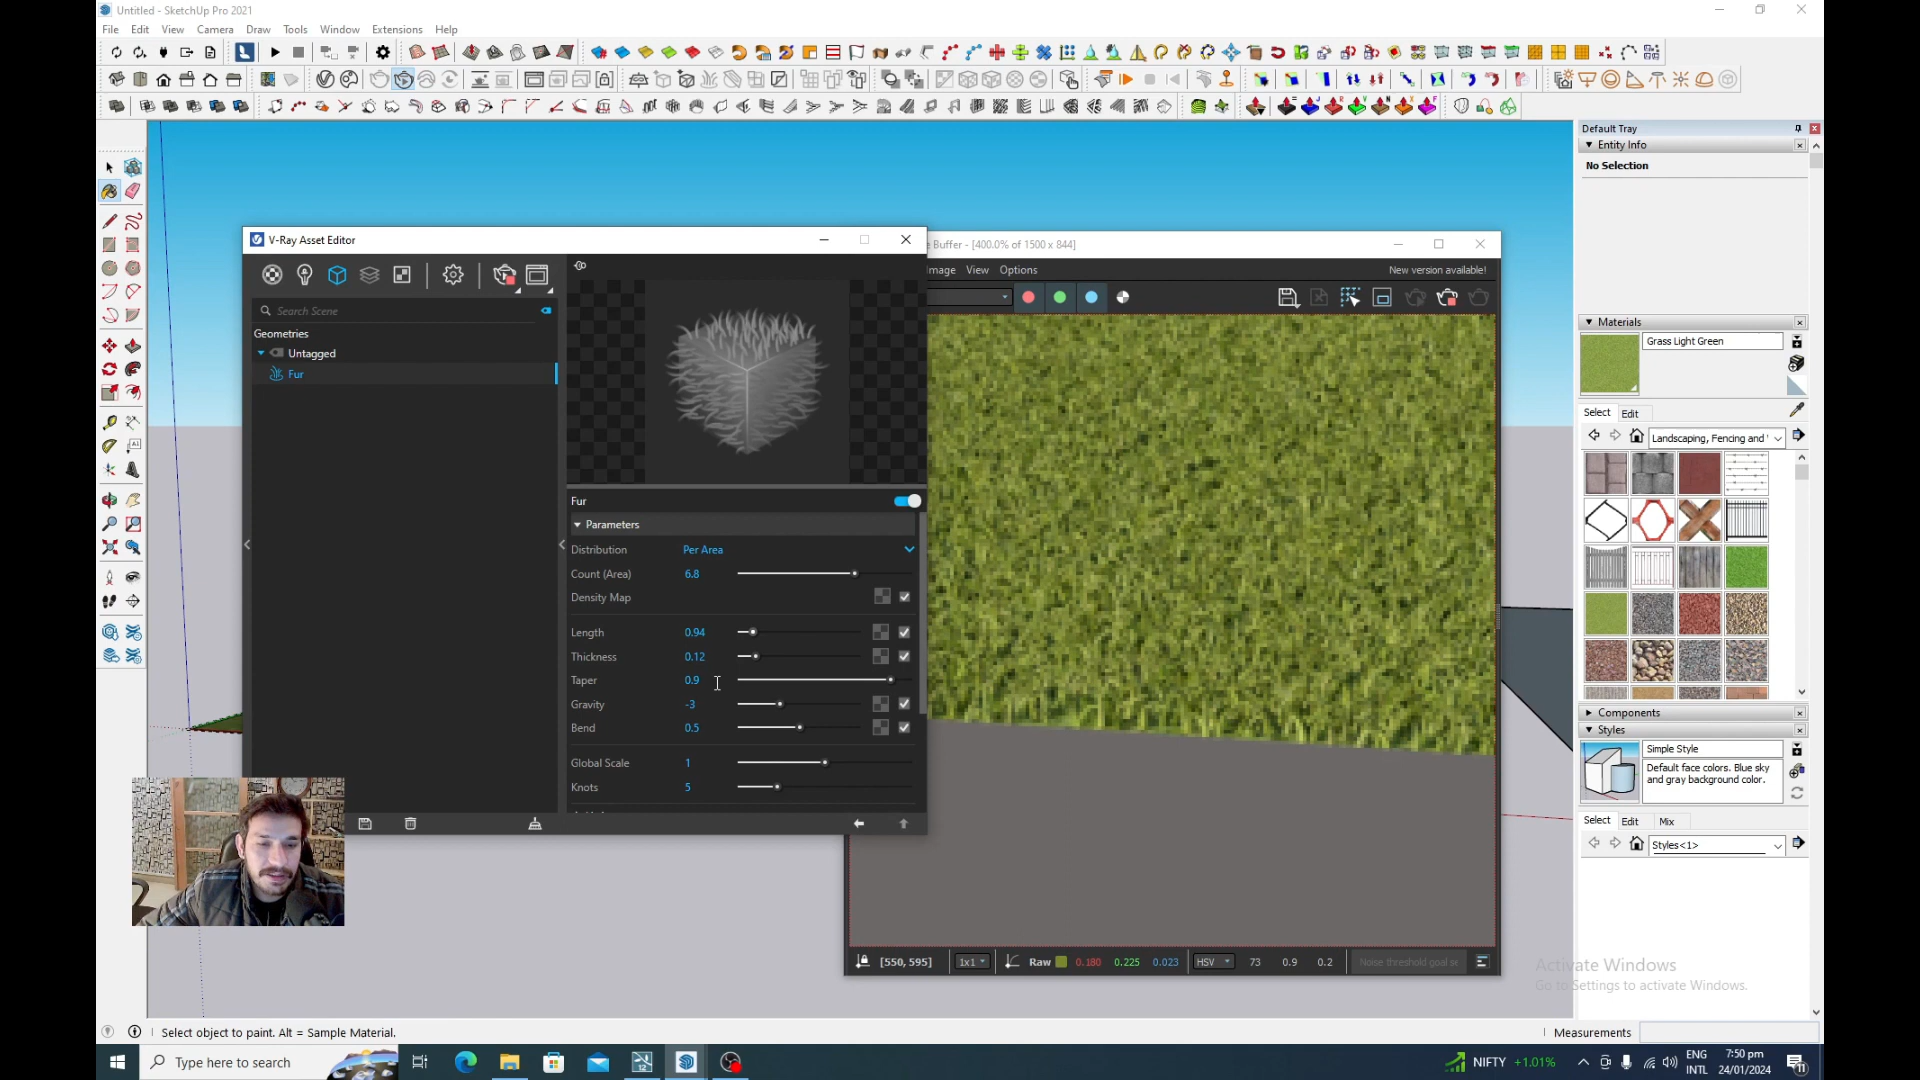 Untitled - SketchUp Pro 2021
File Edit View Camera Draw Tools Window Extensions Help
Default Tray
Entity Info
No Selection
V-Ray Asset Editor
Buffer - [400.0% of 1500 x 844]
View Options
New version available!
Search Scene
Geometries
Untagged
Fur
Materials
Grass Light Green
Select Edit
Landscaping, Fencing and
Fur
Parameters
Distribution Per Area
Count (Area) 6.8
Density Map
Length 0.94
Thickness 0.12
Taper 0.9
Gravity -3
Bend 0.5
Global Scale 1
Knots 5
Components
Styles
Simple Style
Default face colors. Blue sky
and gray background color.
Select Edit Mix
Styles<1>
[550, 595] 1x1 Raw 0.180 0.225 0.023 HSV 73 0.9 0.2 Noise threshold goal se
Activate Windows
Go to Settings to activate Windows.
Select object to paint. Alt = Sample Material.
Measurements
Type here to search
NIFTY +1.01%
ENG
INTL
7:50 pm
24/01/2024